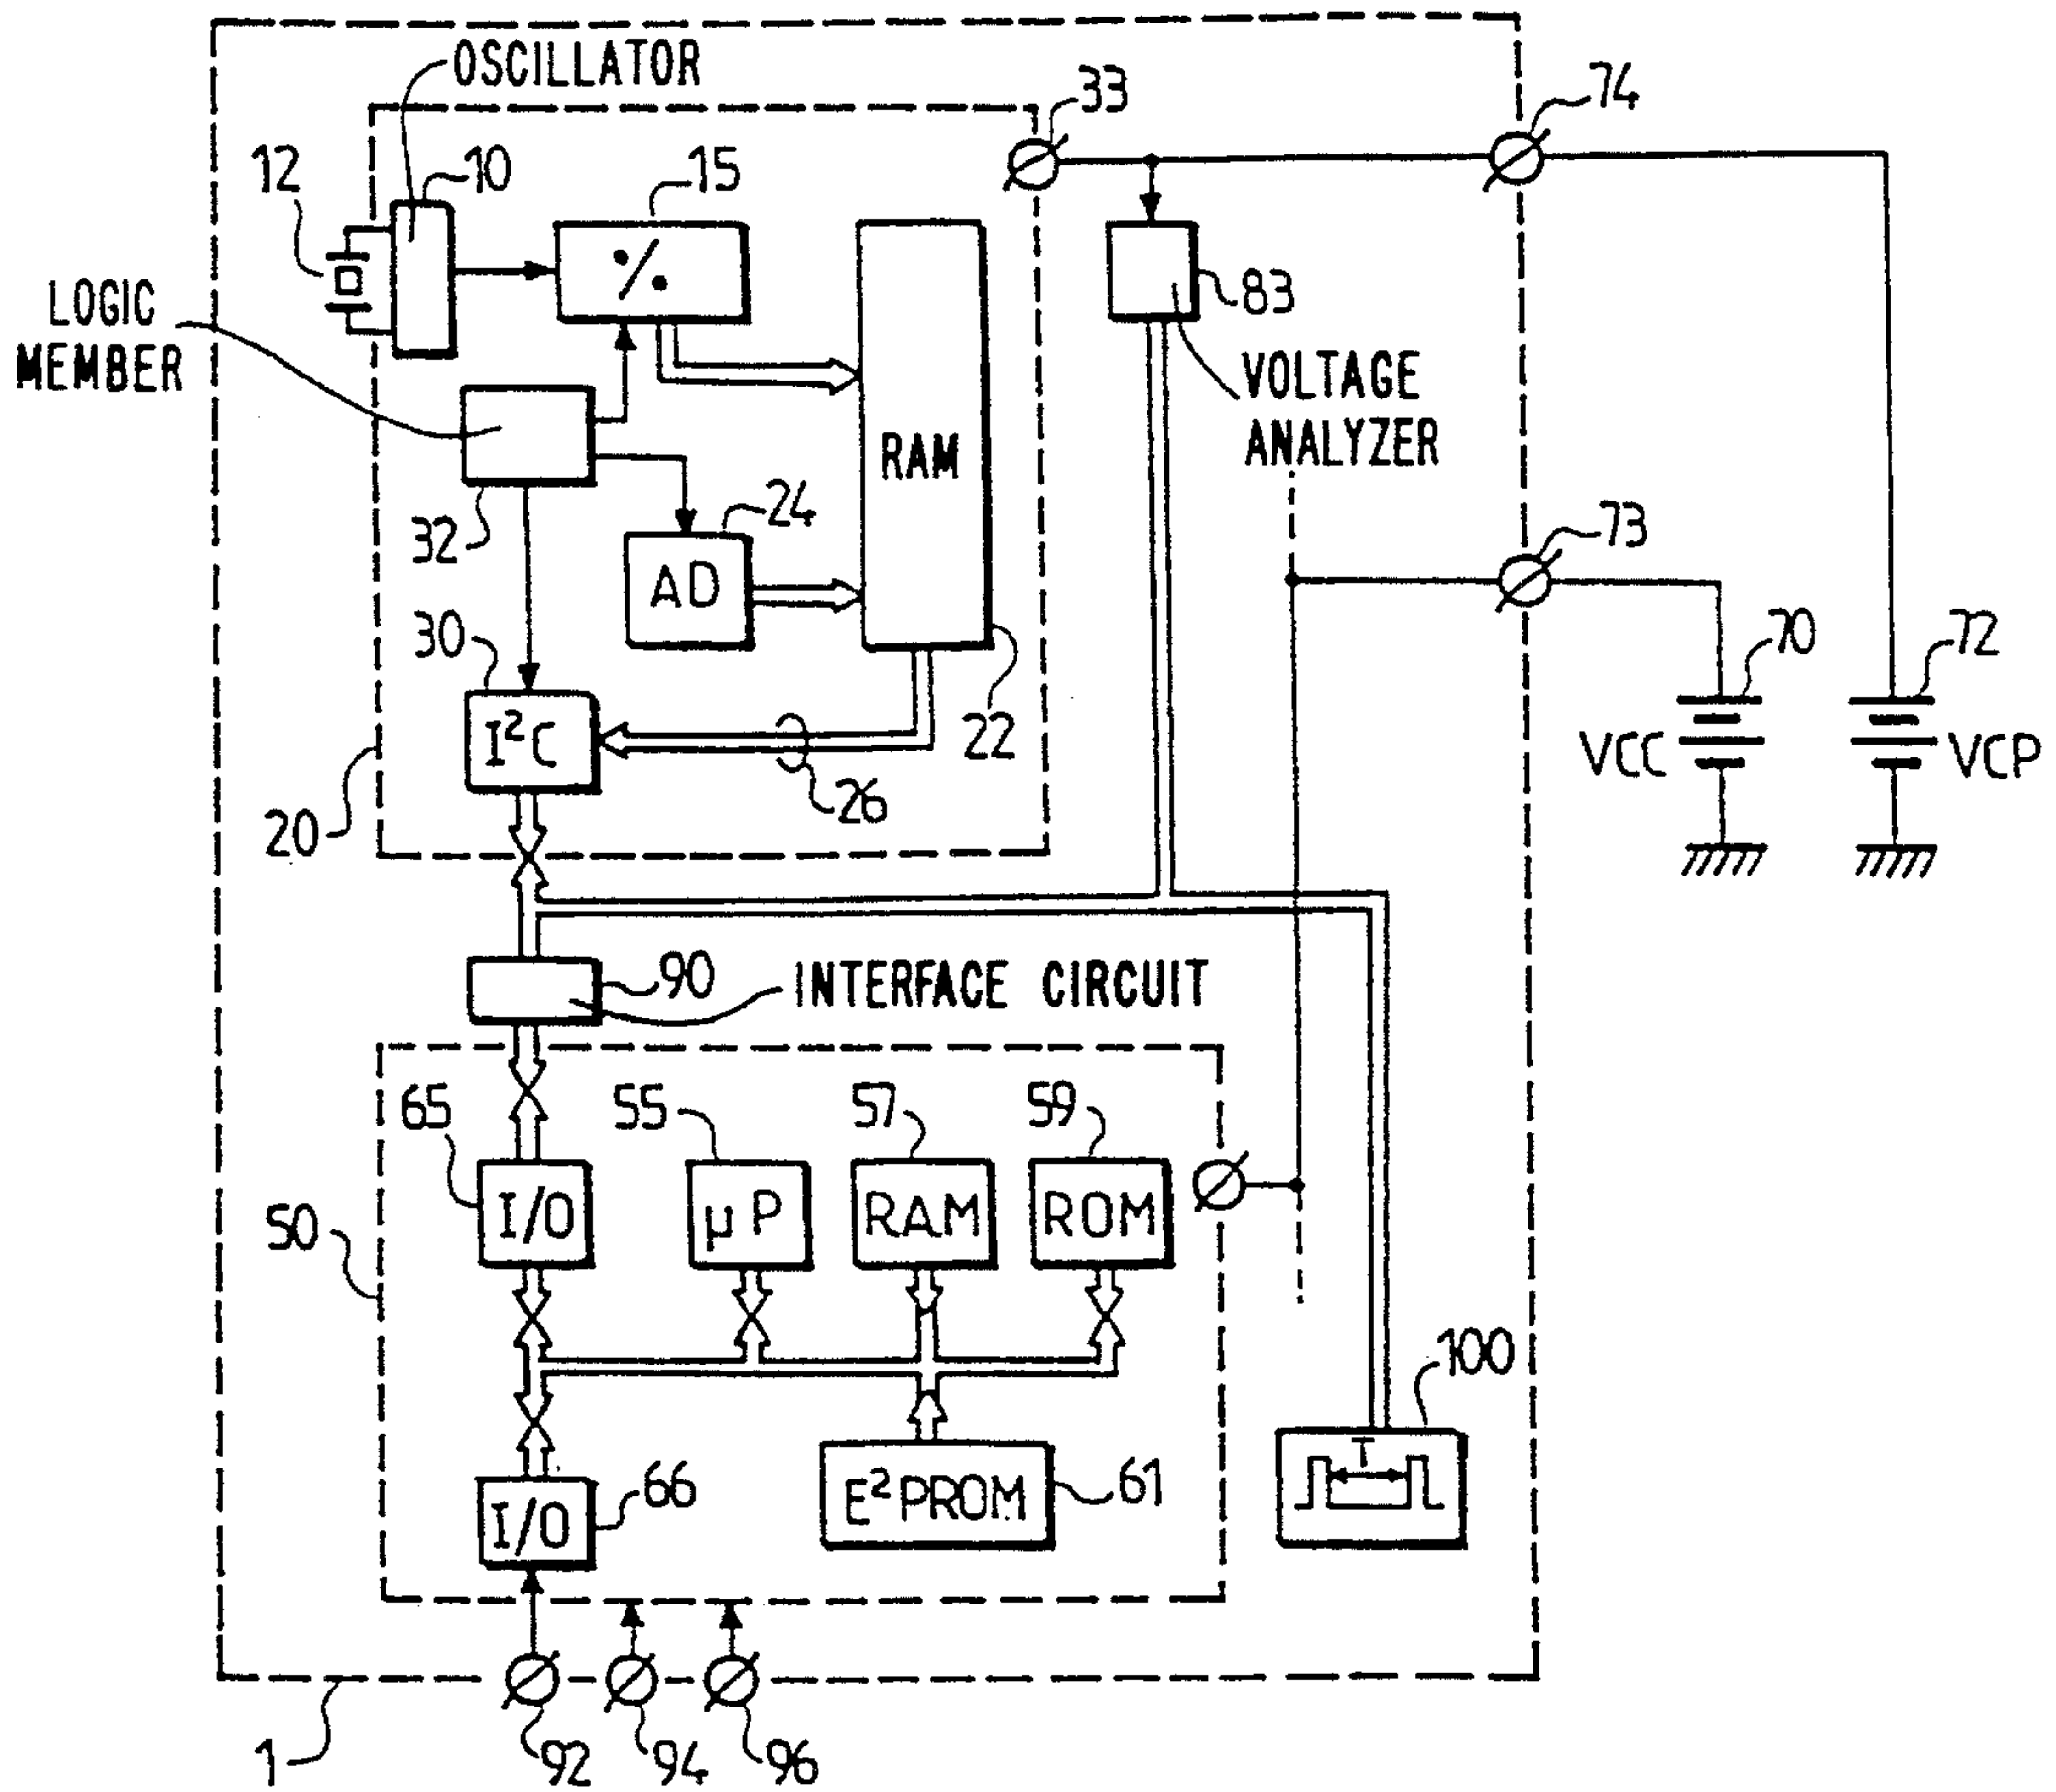 OSCILLATOR
33
74
12
10
15
LOGIC
MEMBER
83
VOLTAGE
ANALYZER
RAM
32
24
AD
73
30
I²C
22
26
20
70
72
VCC
VCP
90
INTERFACE CIRCUIT
65
55
57
59
I/O
µP
RAM
ROM
50
100
T
66
I/O
E²PROM
61
1
92
94
96